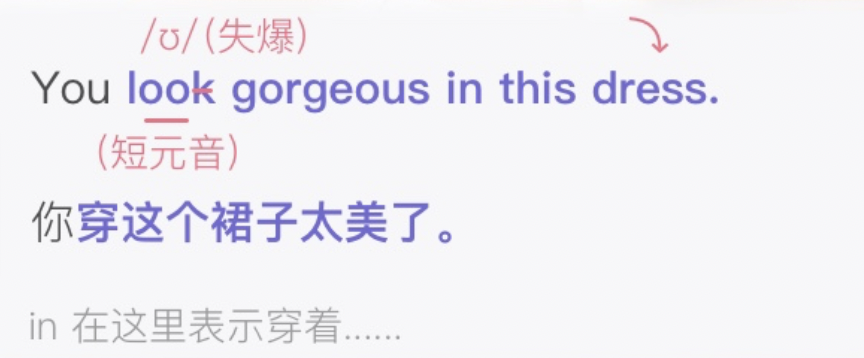 /ʊ/(失爆)
You look gorgeous in this dress.
(短元音)
你穿这个裙子太美了。
in 在这里表示穿着......